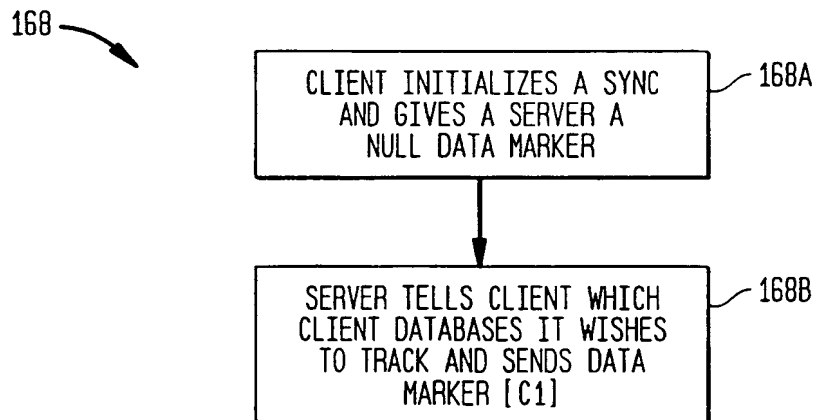 168
CLIENT INITIALIZES A SYNC
AND GIVES A SERVER A
NULL DATA MARKER
168A
SERVER TELLS CLIENT WHICH
CLIENT DATABASES IT WISHES
TO TRACK AND SENDS DATA
MARKER [C1]
168B